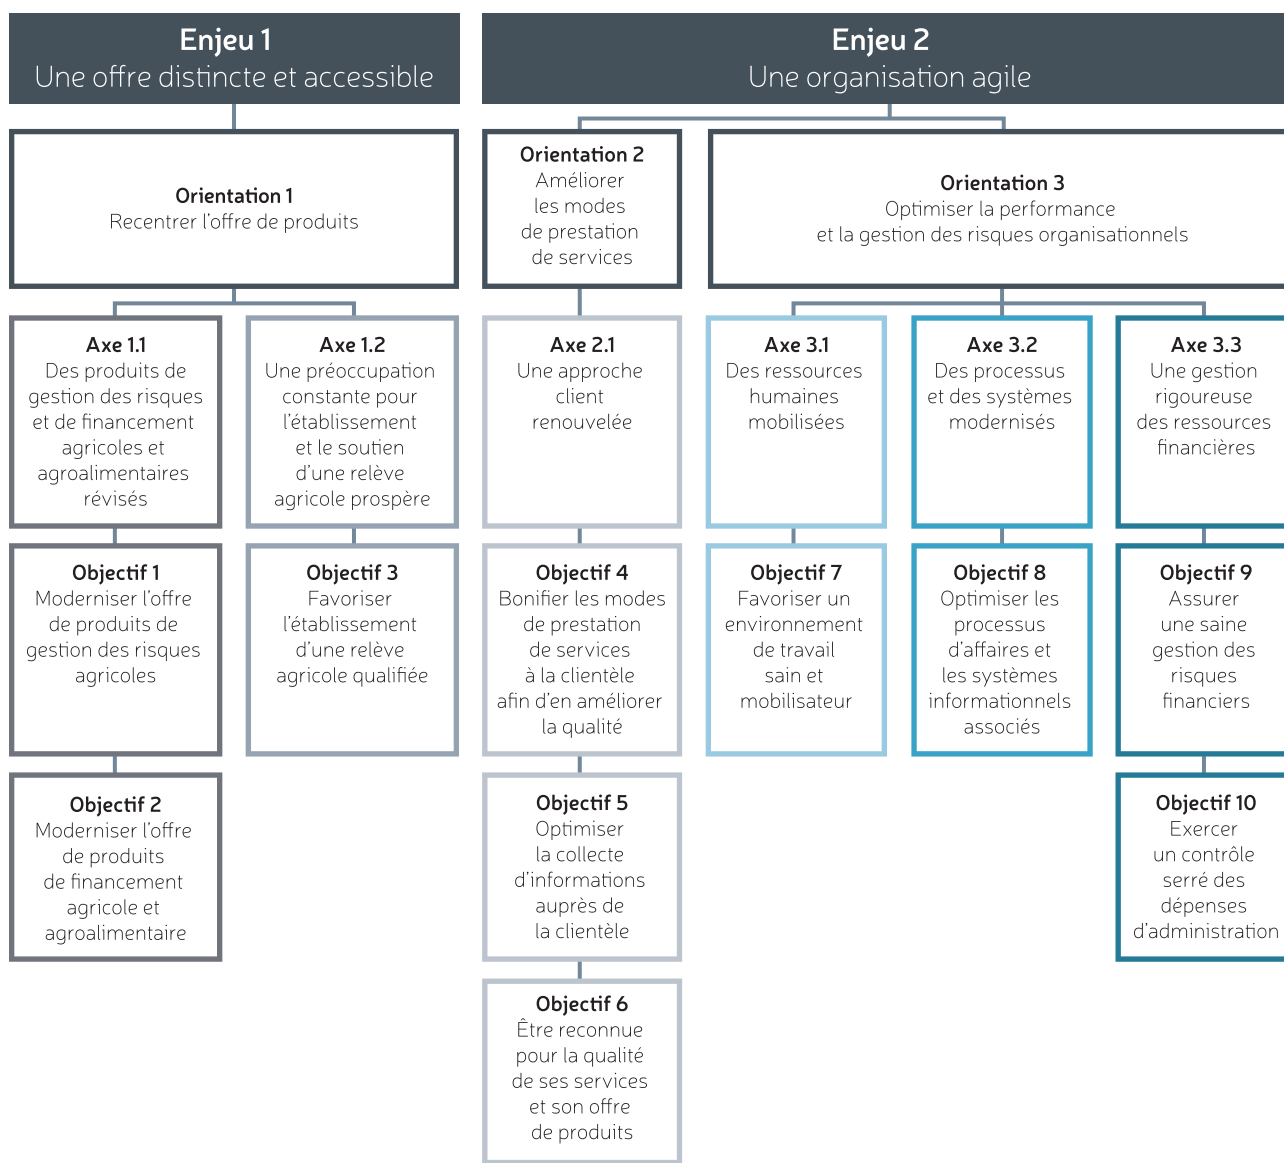 Enjeu 1
Une offre distincte et accessible
Enjeu 2
Une organisation agile
Orientation 1
Recentrer l’offre de produits
Orientation 2
Améliorer
les modes
de prestation
de services
Orientation 3
Optimiser la performance
et la gestion des risques organisationnels
Axe 1.1
Des produits de
gestion des risques
et de financement
agricoles et
agroalimentaires
révisés
Axe 1.2
Une préoccupation
constante pour
l’établissement
et le soutien
d’une relève
agricole prospère
Axe 2.1
Une approche
client
renouvelée
Axe 3.1
Des ressources
humaines
mobilisées
Axe 3.2
Des processus
et des systèmes
modernisés
Axe 3.3
Une gestion
rigoureuse
des ressources
financières
Objectif 1
Moderniser l’offre
de produits de
gestion des risques
agricoles
Objectif 3
Favoriser
l’établissement
d’une relève
agricole qualifiée
Objectif 4
Bonifier les modes
de prestation
de services
à la clientèle
afin d’en améliorer
la qualité
Objectif 7
Favoriser un
environnement
de travail
sain et
mobilisateur
Objectif 8
Optimiser les
processus
d’affaires et
les systèmes
informationnels
associés
Objectif 9
Assurer
une saine
gestion des
risques
financiers
Objectif 2
Moderniser l’offre
de produits
de financement
agricole et
agroalimentaire
Objectif 5
Optimiser
la collecte
d’informations
auprès de
la clientèle
Objectif 10
Exercer
un contrôle
serré des
dépenses
d’administration
Objectif 6
Être reconnue
pour la qualité
de ses services
et son offre
de produits